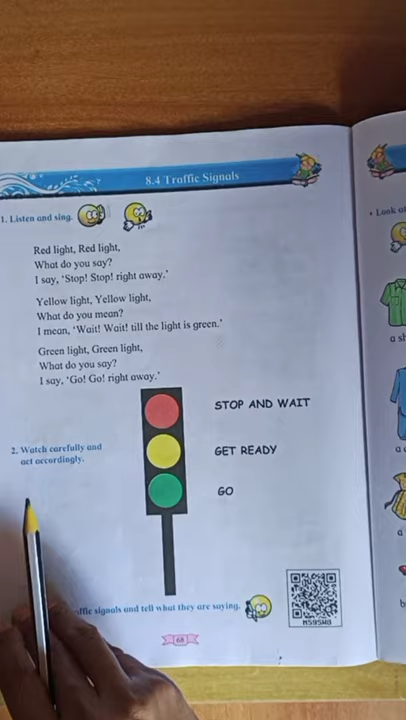 8.4 Traffic Signals
1. Listen and sing.
Red light, Red light,
What do you say?
I say, ‘Stop! Stop! right away.’
Yellow light, Yellow light,
What do you mean?
I mean, ‘Wait! Wait! till the light is green.’
Green light, Green light,
What do you say?
I say, ‘Go! Go! right away.’
STOP AND WAIT
2. Watch carefully and
act accordingly.
GET READY
GO
signals and tell what they are saying.
68
• Look
a
a
a